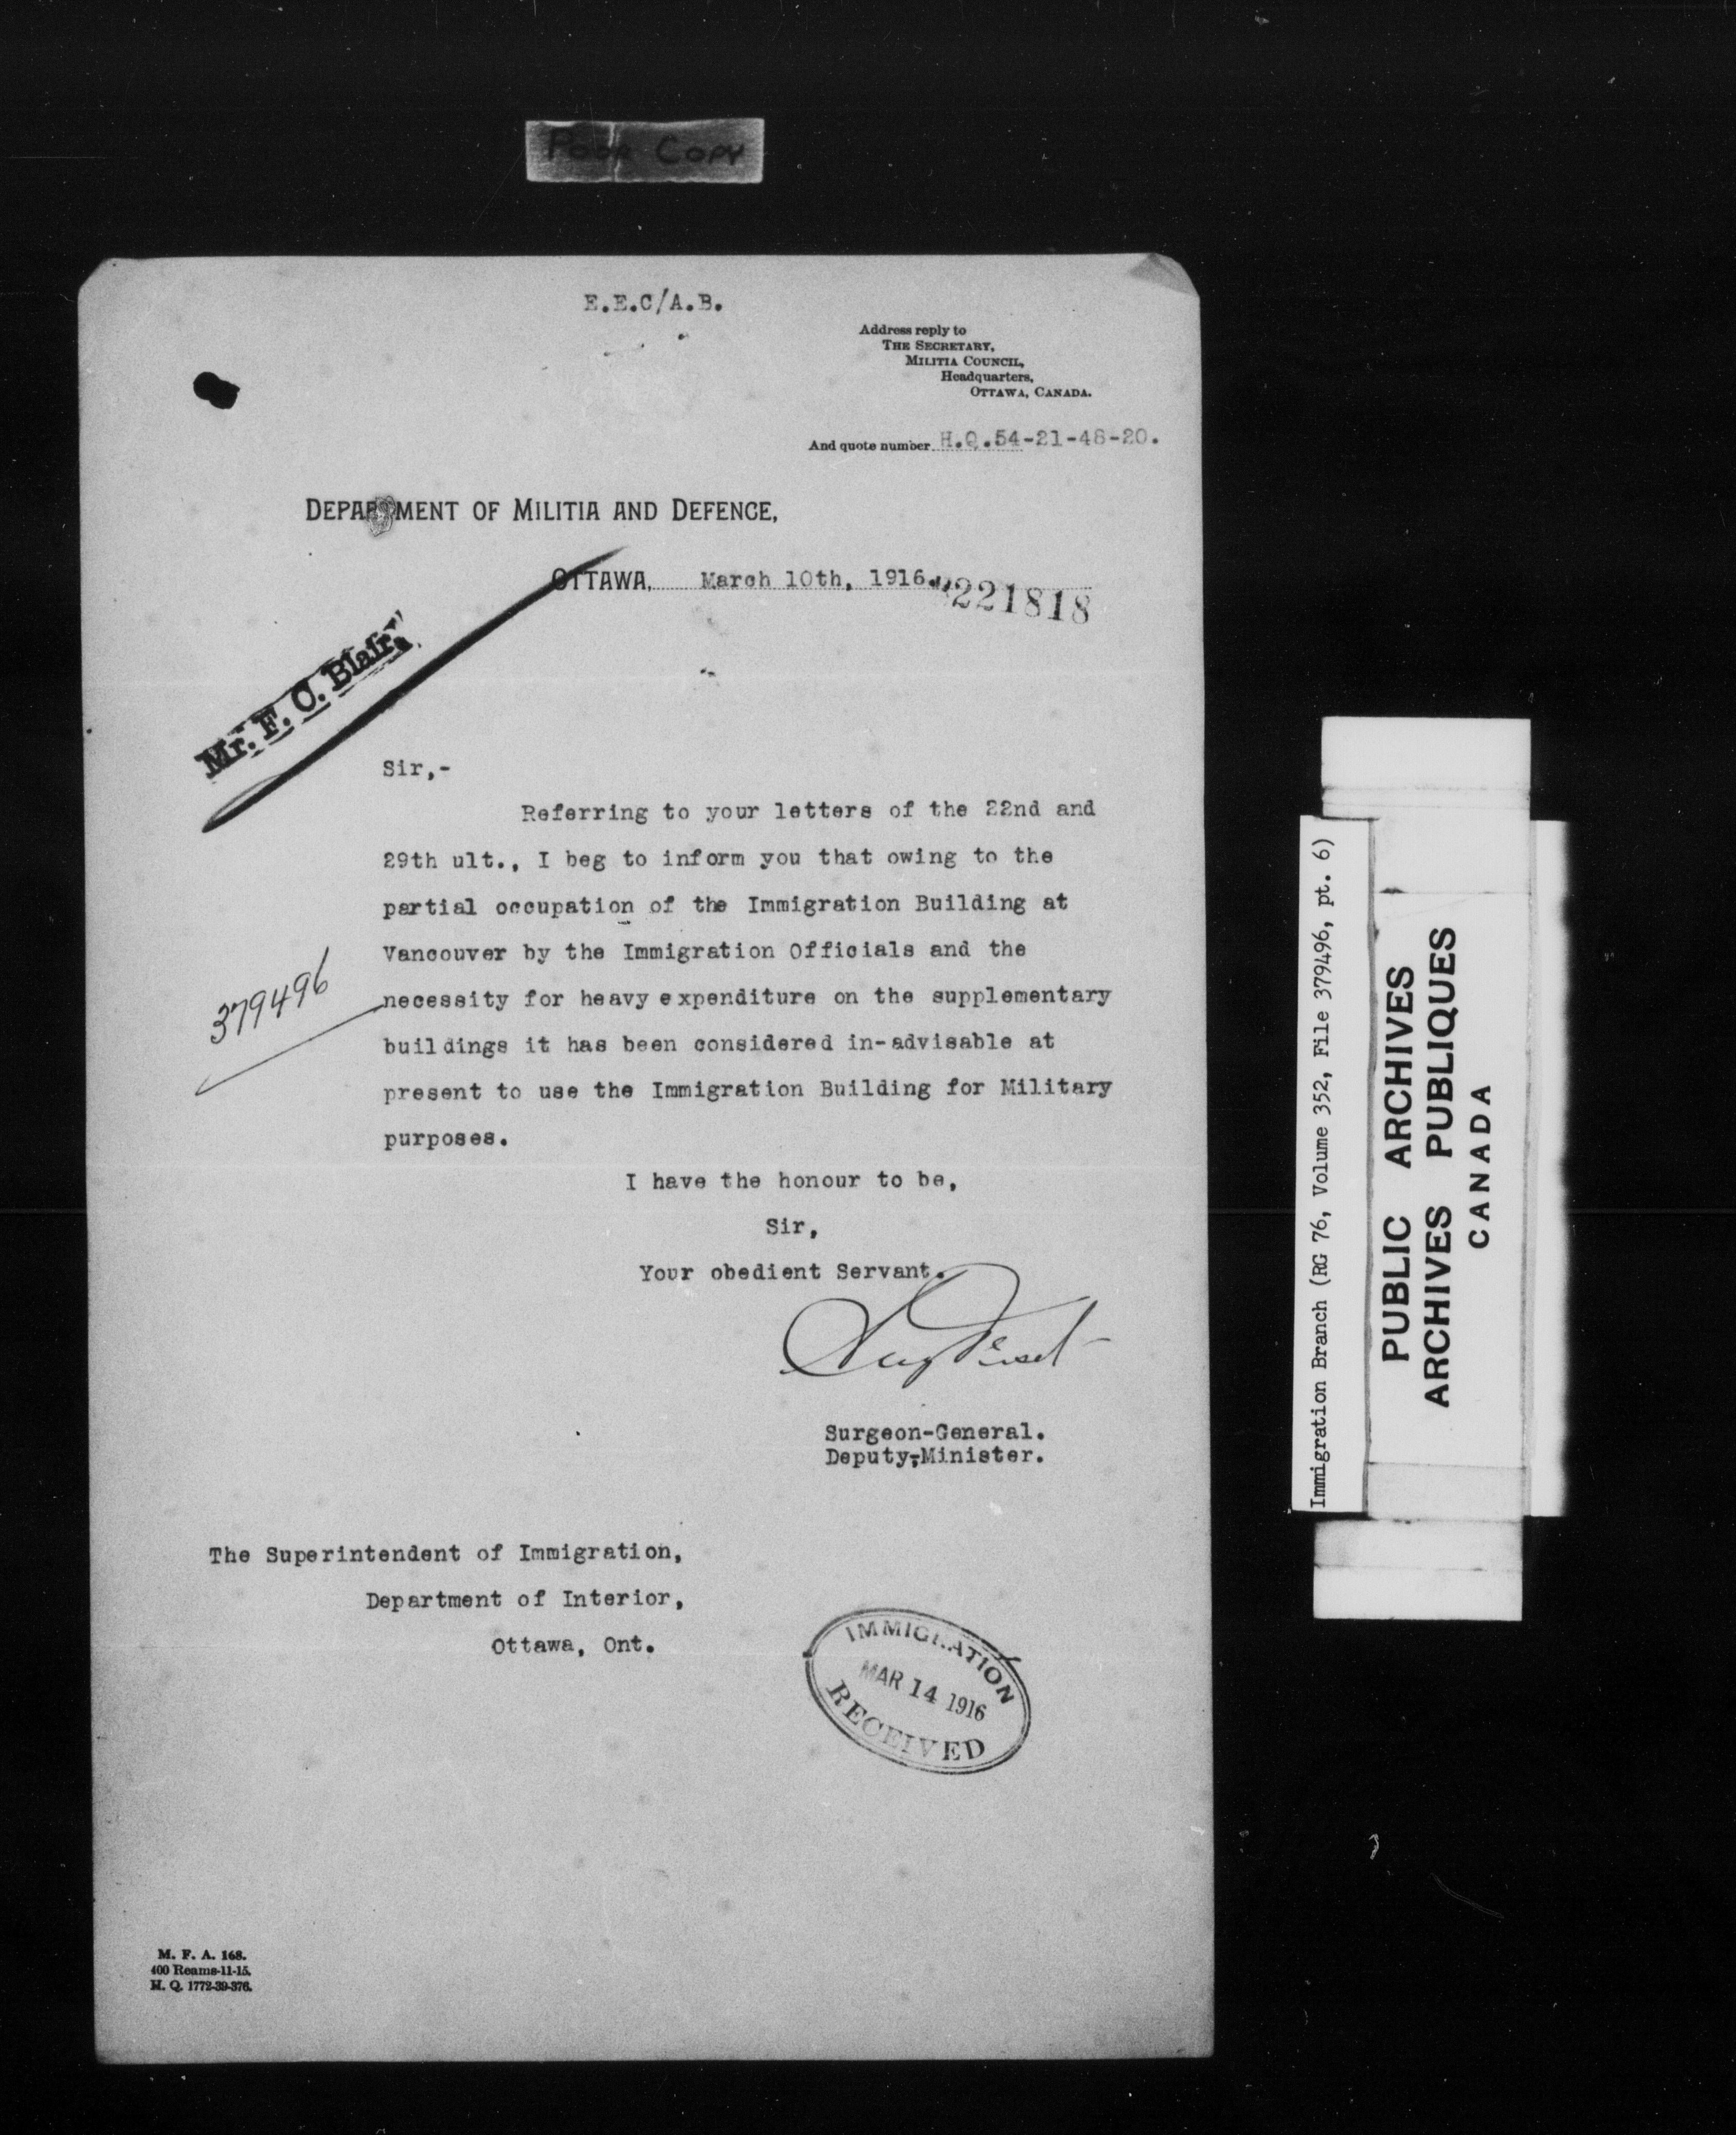 Poor Copy
E.E.C/A.B.
Address reply to
THE SECRETARY,
MILITIA COUNCIL,
Headquarters,
OTTAWA, CANADA.
And quote number H.Q.54-21-48-20.
DEPARTMENT OF MILITIA AND DEFENCE,
OTTAWA, March 10th, 1916.
221818
Mr. F. C. Blair,
Sir,-
Referring to your letters of the 22nd and
29th ult., I beg to inform you that owing to the
partial occupation of the Immigration Building at
Vancouver by the Immigration Officials and the
379496
necessity for heavy expenditure on the supplementary
buildings it has been considered in-advisable at
present to use the Immigration Building for Military
purposes.
I have the honour to be,
Sir,
Your obedient Servant.
Surgeon-General.
Deputy-Minister.
The Superintendent of Immigration,
Department of Interior,
Ottawa, Ont.
IMMIGRATION
MAR 14 1916
RECEIVED
M. F. A. 168.
400 Reams-11-15.
H. Q. 1772-39-376.
Immigration Branch (RG 76, Volume 352, File 379496, pt. 6)
PUBLIC ARCHIVES
ARCHIVES PUBLIQUES
CANADA